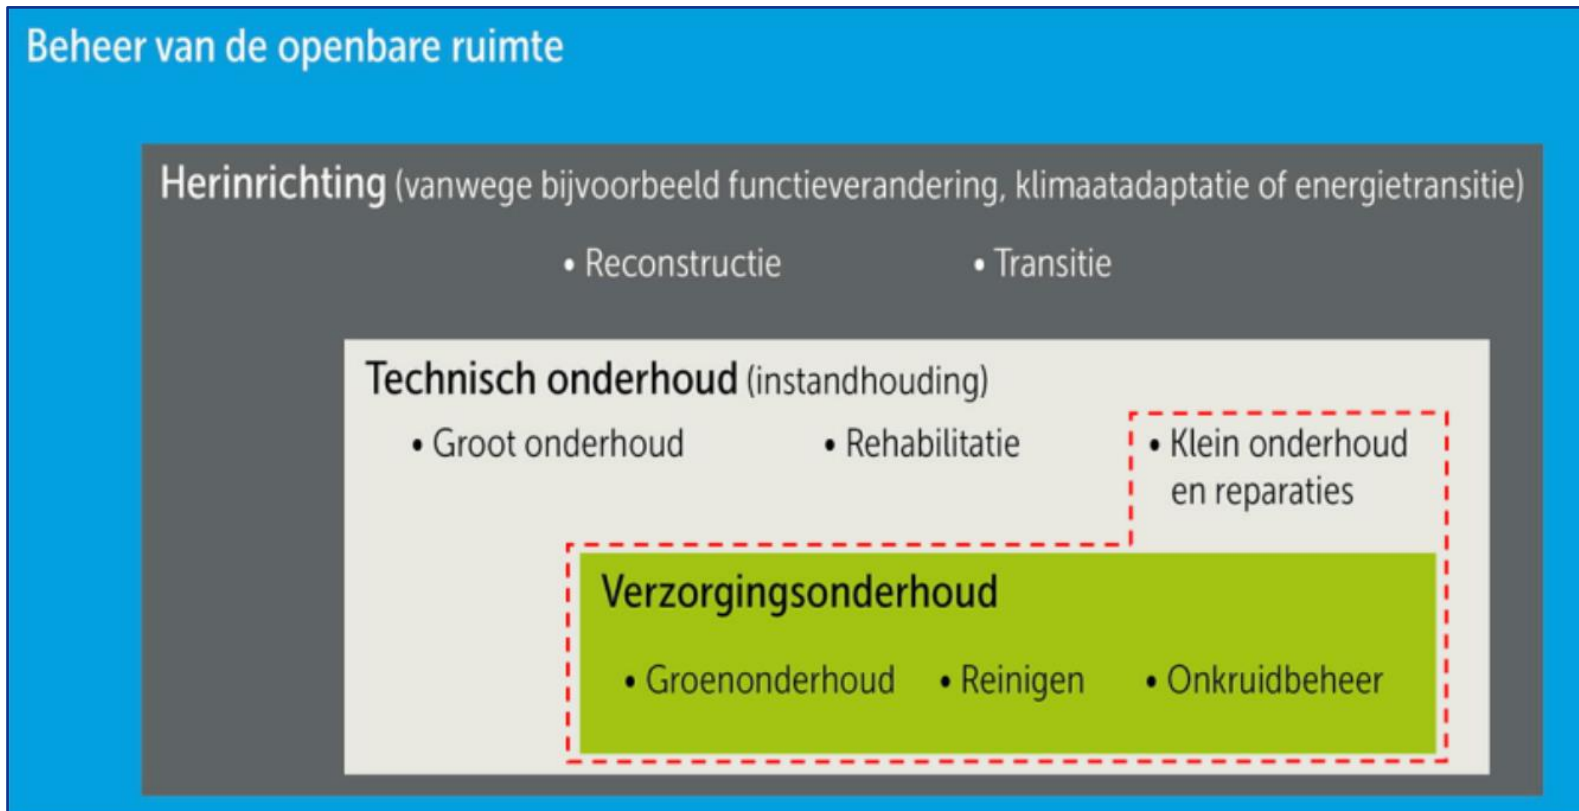 Beheer van de openbare ruimte
Herinrichting (vanwege bijvoorbeeld functieverandering, klimaatadaptatie of energietransitie)
• Reconstructie • Transitie
Technisch onderhoud (instandhouding)
• Groot onderhoud • Rehabilitatie • Klein onderhoud
en reparaties
Verzorgingsonderhoud
• Groenonderhoud • Reinigen • Onkruidbeheer